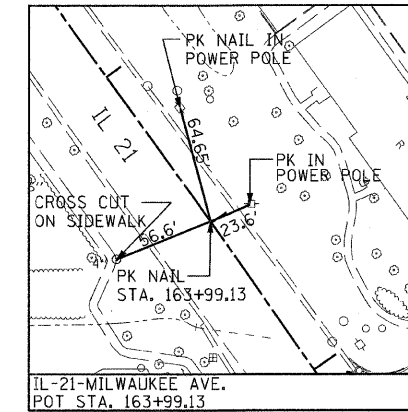 PK NAIL IN
POWER POLE
IL 21
64.65'
PK IN
POWER POLE
CROSS CUT
ON SIDEWALK
56.6'
23.6'
4"
PK NAIL
STA. 163+99.13
R
IL-21-MILWAUKEE AVE.
POT STA. 163+99.13